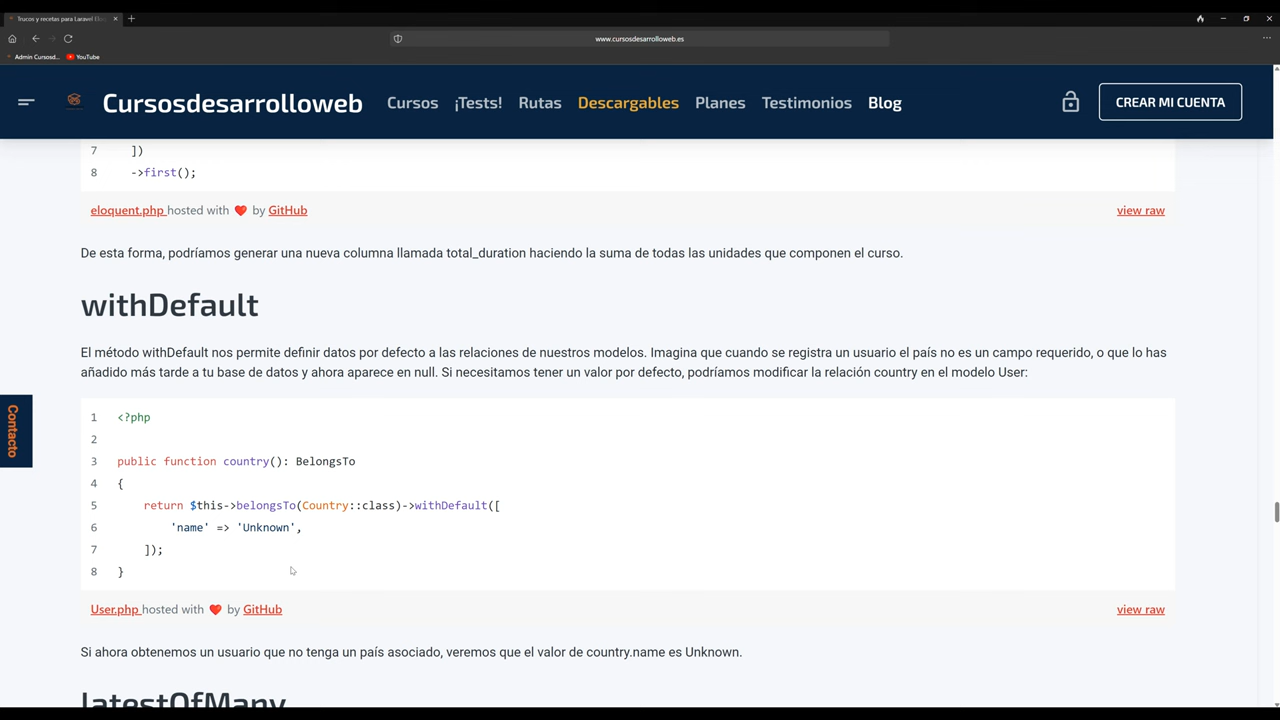 Trucos y recetas para Laravel Elo
www.cursosdesarrolloweb.es
Admin Cursosd... YouTube
Cursosdesarrolloweb Cursos ¡Tests! Rutas Descargables Planes Testimonios Blog CREAR MI CUENTA
7 ])
8 ->first();
eloquent.php hosted with ❤ by GitHub view raw
De esta forma, podríamos generar una nueva columna llamada total_duration haciendo la suma de todas las unidades que componen el curso.
withDefault
El método withDefault nos permite definir datos por defecto a las relaciones de nuestros modelos. Imagina que cuando se registra un usuario el país no es un campo requerido, o que lo has
añadido más tarde a tu base de datos y ahora aparece en null. Si necesitamos tener un valor por defecto, podríamos modificar la relación country en el modelo User:
Contacto
1 <?php
2
3 public function country(): BelongsTo
4 {
5 return $this->belongsTo(Country::class)->withDefault([
6 'name' => 'Unknown',
7 ]);
8 }
User.php hosted with ❤ by GitHub view raw
Si ahora obtenemos un usuario que no tenga un país asociado, veremos que el valor de country.name es Unknown.
latestOfMany